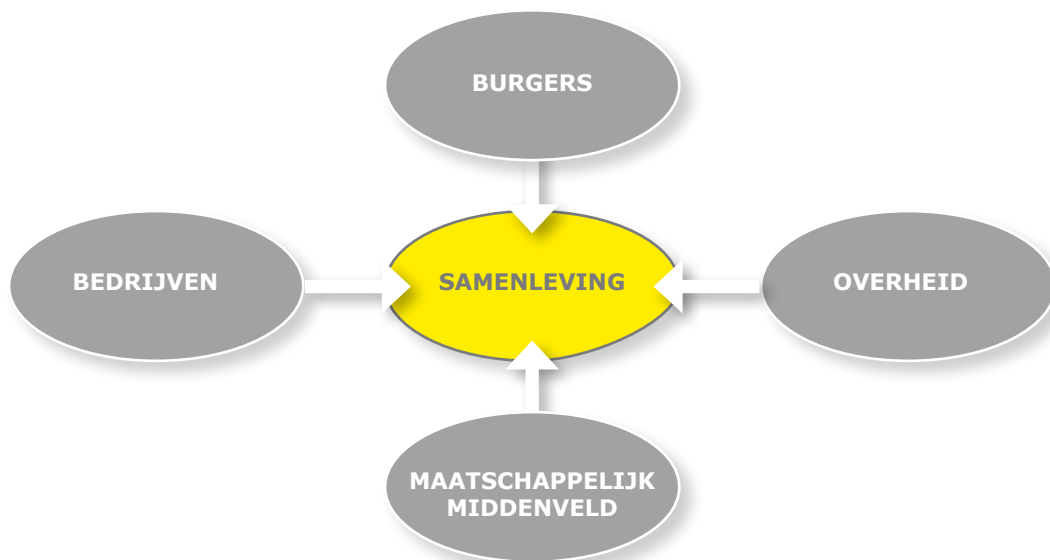 BURGERS
BEDRIJVEN
SAMENLEVING
OVERHEID
MAATSCHAPPELIJK
MIDDENVELD